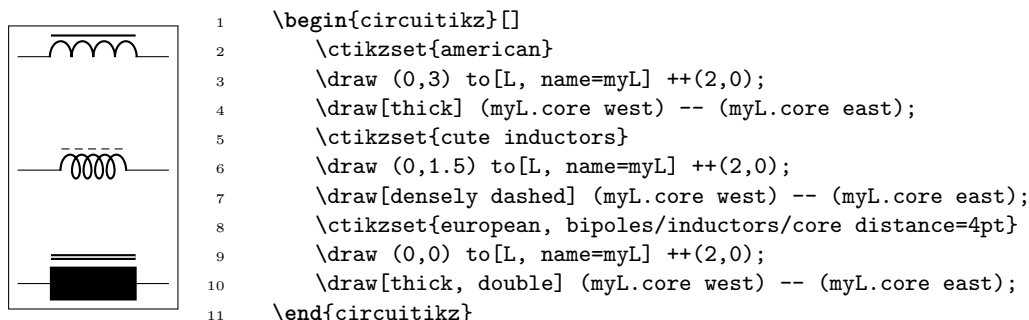 1 \begin{circuitikz}[]
2 \ctikzset{american}
3 \draw (0,3) to[L, name=myL] ++(2,0);
4 \draw[thick] (myL.core west) -- (myL.core east);
5 \ctikzset{cute inductors}
6 \draw (0,1.5) to[L, name=myL] ++(2,0);
7 \draw[densely dashed] (myL.core west) -- (myL.core east);
8 \ctikzset{european, bipoles/inductors/core distance=4pt}
9 \draw (0,0) to[L, name=myL] ++(2,0);
10 \draw[thick, double] (myL.core west) -- (myL.core east);
11 \end{circuitikz}